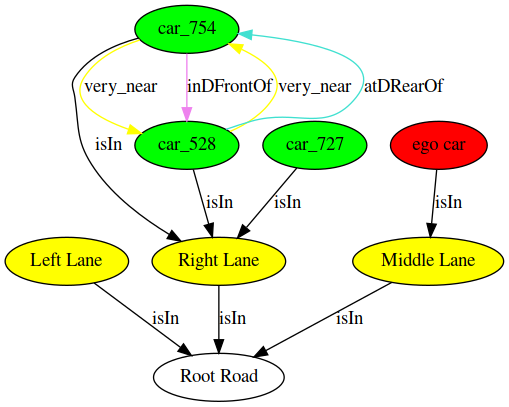 car_754
very_near
inDFrontOf
very_near
atDRearOf
isIn
car_528
car_727
ego car
isIn
isIn
isIn
Left Lane
Right Lane
Middle Lane
isIn
isIn
isIn
Root Road